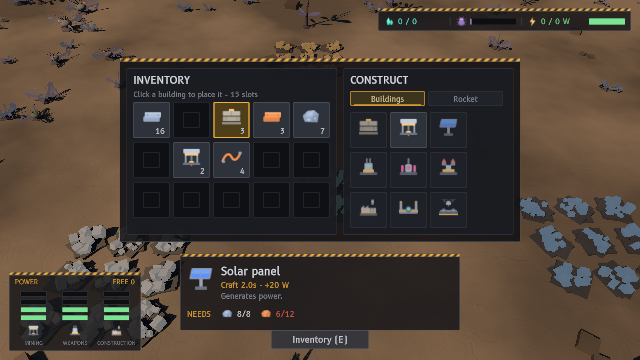 0 / 0
0 / 0 W
INVENTORY
Click a building to place it - 15 slots
16
3
3
7
2
4
CONSTRUCT
Buildings
Rocket
POWER
FREE 0
MINING
WEAPONS
CONSTRUCTION
Solar panel
Craft 2.0s - +20 W
Generates power.
NEEDS
8/8
6/12
Inventory [E]